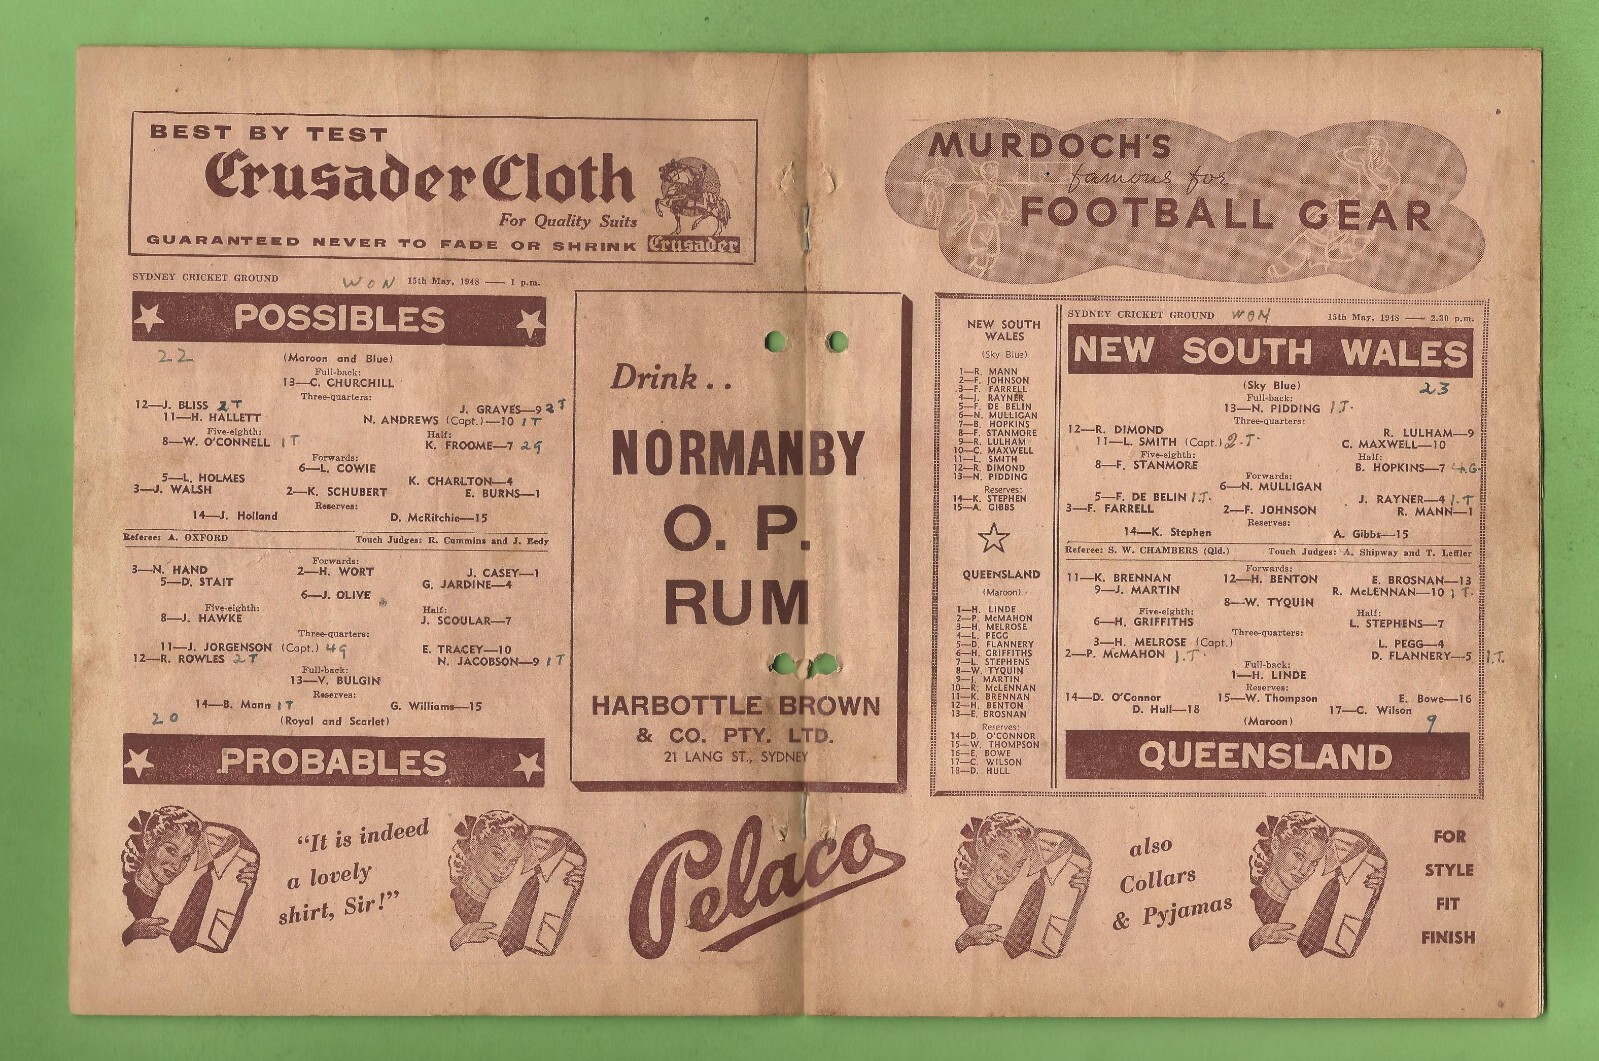 BEST BY TEST
Crusader Cloth
For Quality Suits
GUARANTEED NEVER TO FADE OR SHRINK Crusader
SYDNEY CRICKET GROUND WON 15th May, 1948 — 1 p.m.
POSSIBLES
22 (Maroon and Blue)
Full-back:
13—C. CHURCHILL
Three-quarters:
12—J. BLISS 2T J. GRAVES—9 2T
11—H. HALLETT N. ANDREWS (Capt.)—10 1T
Five-eighth: Half:
8—W. O'CONNELL 1T K. FROOME—7 2G
Forwards:
6—L. COWIE
5—L. HOLMES K. CHARLTON—4
3—J. WALSH 2—K. SCHUBERT E. BURNS—1
Reserves:
14—J. Holland D. McRitchie—15
Referee: A. OXFORD Touch Judges: R. Cummins and J. Eedy
Forwards:
3—N. HAND 2—H. WORT J. CASEY—1
5—D. STAIT G. JARDINE—4
6—J. OLIVE
Five-eighth: Half:
8—J. HAWKE J. SCOULAR—7
Three-quarters:
11—J. JORGENSON (Capt.) 4G E. TRACEY—10
12—R. ROWLES 2T N. JACOBSON—9 1T
Full-back:
13—V. BULGIN
Reserves:
14—B. Mann 1T G. Williams—15
20 (Royal and Scarlet)
PROBABLES
Drink..
NORMANBY
O. P.
RUM
HARBOTTLE BROWN
& CO. PTY. LTD.
21 LANG ST., SYDNEY
MURDOCH'S
famous for
FOOTBALL GEAR
NEW SOUTH
WALES
(Sky Blue)
1—R. MANN
2—F. JOHNSON
3—F. FARRELL
4—J. RAYNER
5—F. DE BELIN
6—N. MULLIGAN
7—B. HOPKINS
8—F. STANMORE
9—R. LULHAM
10—C. MAXWELL
11—L. SMITH
12—R. DIMOND
13—N. PIDDING
Reserves:
14—K. STEPHEN
15—A. GIBBS
QUEENSLAND
(Maroon)
1—H. LINDE
2—P. McMAHON
3—H. MELROSE
4—L. PEGG
5—D. FLANNERY
6—H. GRIFFITHS
7—L. STEPHENS
8—W. TYQUIN
9—J. MARTIN
10—R. McLENNAN
11—K. BRENNAN
12—H. BENTON
13—E. BROSNAN
Reserves:
14—D. O'CONNOR
15—W. THOMPSON
16—E. BOWE
17—C. WILSON
18—D. HULL
SYDNEY CRICKET GROUND WON 15th May, 1948 — 2.30 p.m.
NEW SOUTH WALES
(Sky Blue) 23
Full-back:
13—N. PIDDING 1T.
Three-quarters:
12—R. DIMOND R. LULHAM—9
11—L. SMITH (Capt.) 2.T. C. MAXWELL—10
Five-eighth: Half:
8—F. STANMORE B. HOPKINS—7 4.G.
Forwards:
6—N. MULLIGAN
5—F. DE BELIN 1T. J. RAYNER—4 1.T
3—F. FARRELL 2—F. JOHNSON R. MANN—1
Reserves:
14—K. Stephen A. Gibbs—15
Referee: S. W. CHAMBERS (Qld.) Touch Judges: A. Shipway and T. Leffler
Forwards:
11—K. BRENNAN 12—H. BENTON E. BROSNAN—13
9—J. MARTIN R. McLENNAN—10 1T.
8—W. TYQUIN
Five-eighth: Half:
6—H. GRIFFITHS L. STEPHENS—7
Three-quarters:
3—H. MELROSE (Capt.) L. PEGG—4
2—P. McMAHON 1.T. D. FLANNERY—5 1.T.
Full-back:
1—H. LINDE
Reserves:
14—D. O'Connor 15—W. Thompson E. Bowe—16
D. Hull—18 17—C. Wilson
(Maroon) 9
QUEENSLAND
"It is indeed
a lovely
shirt, Sir!"
Pelaco
also
Collars
& Pyjamas
FOR
STYLE
FIT
FINISH